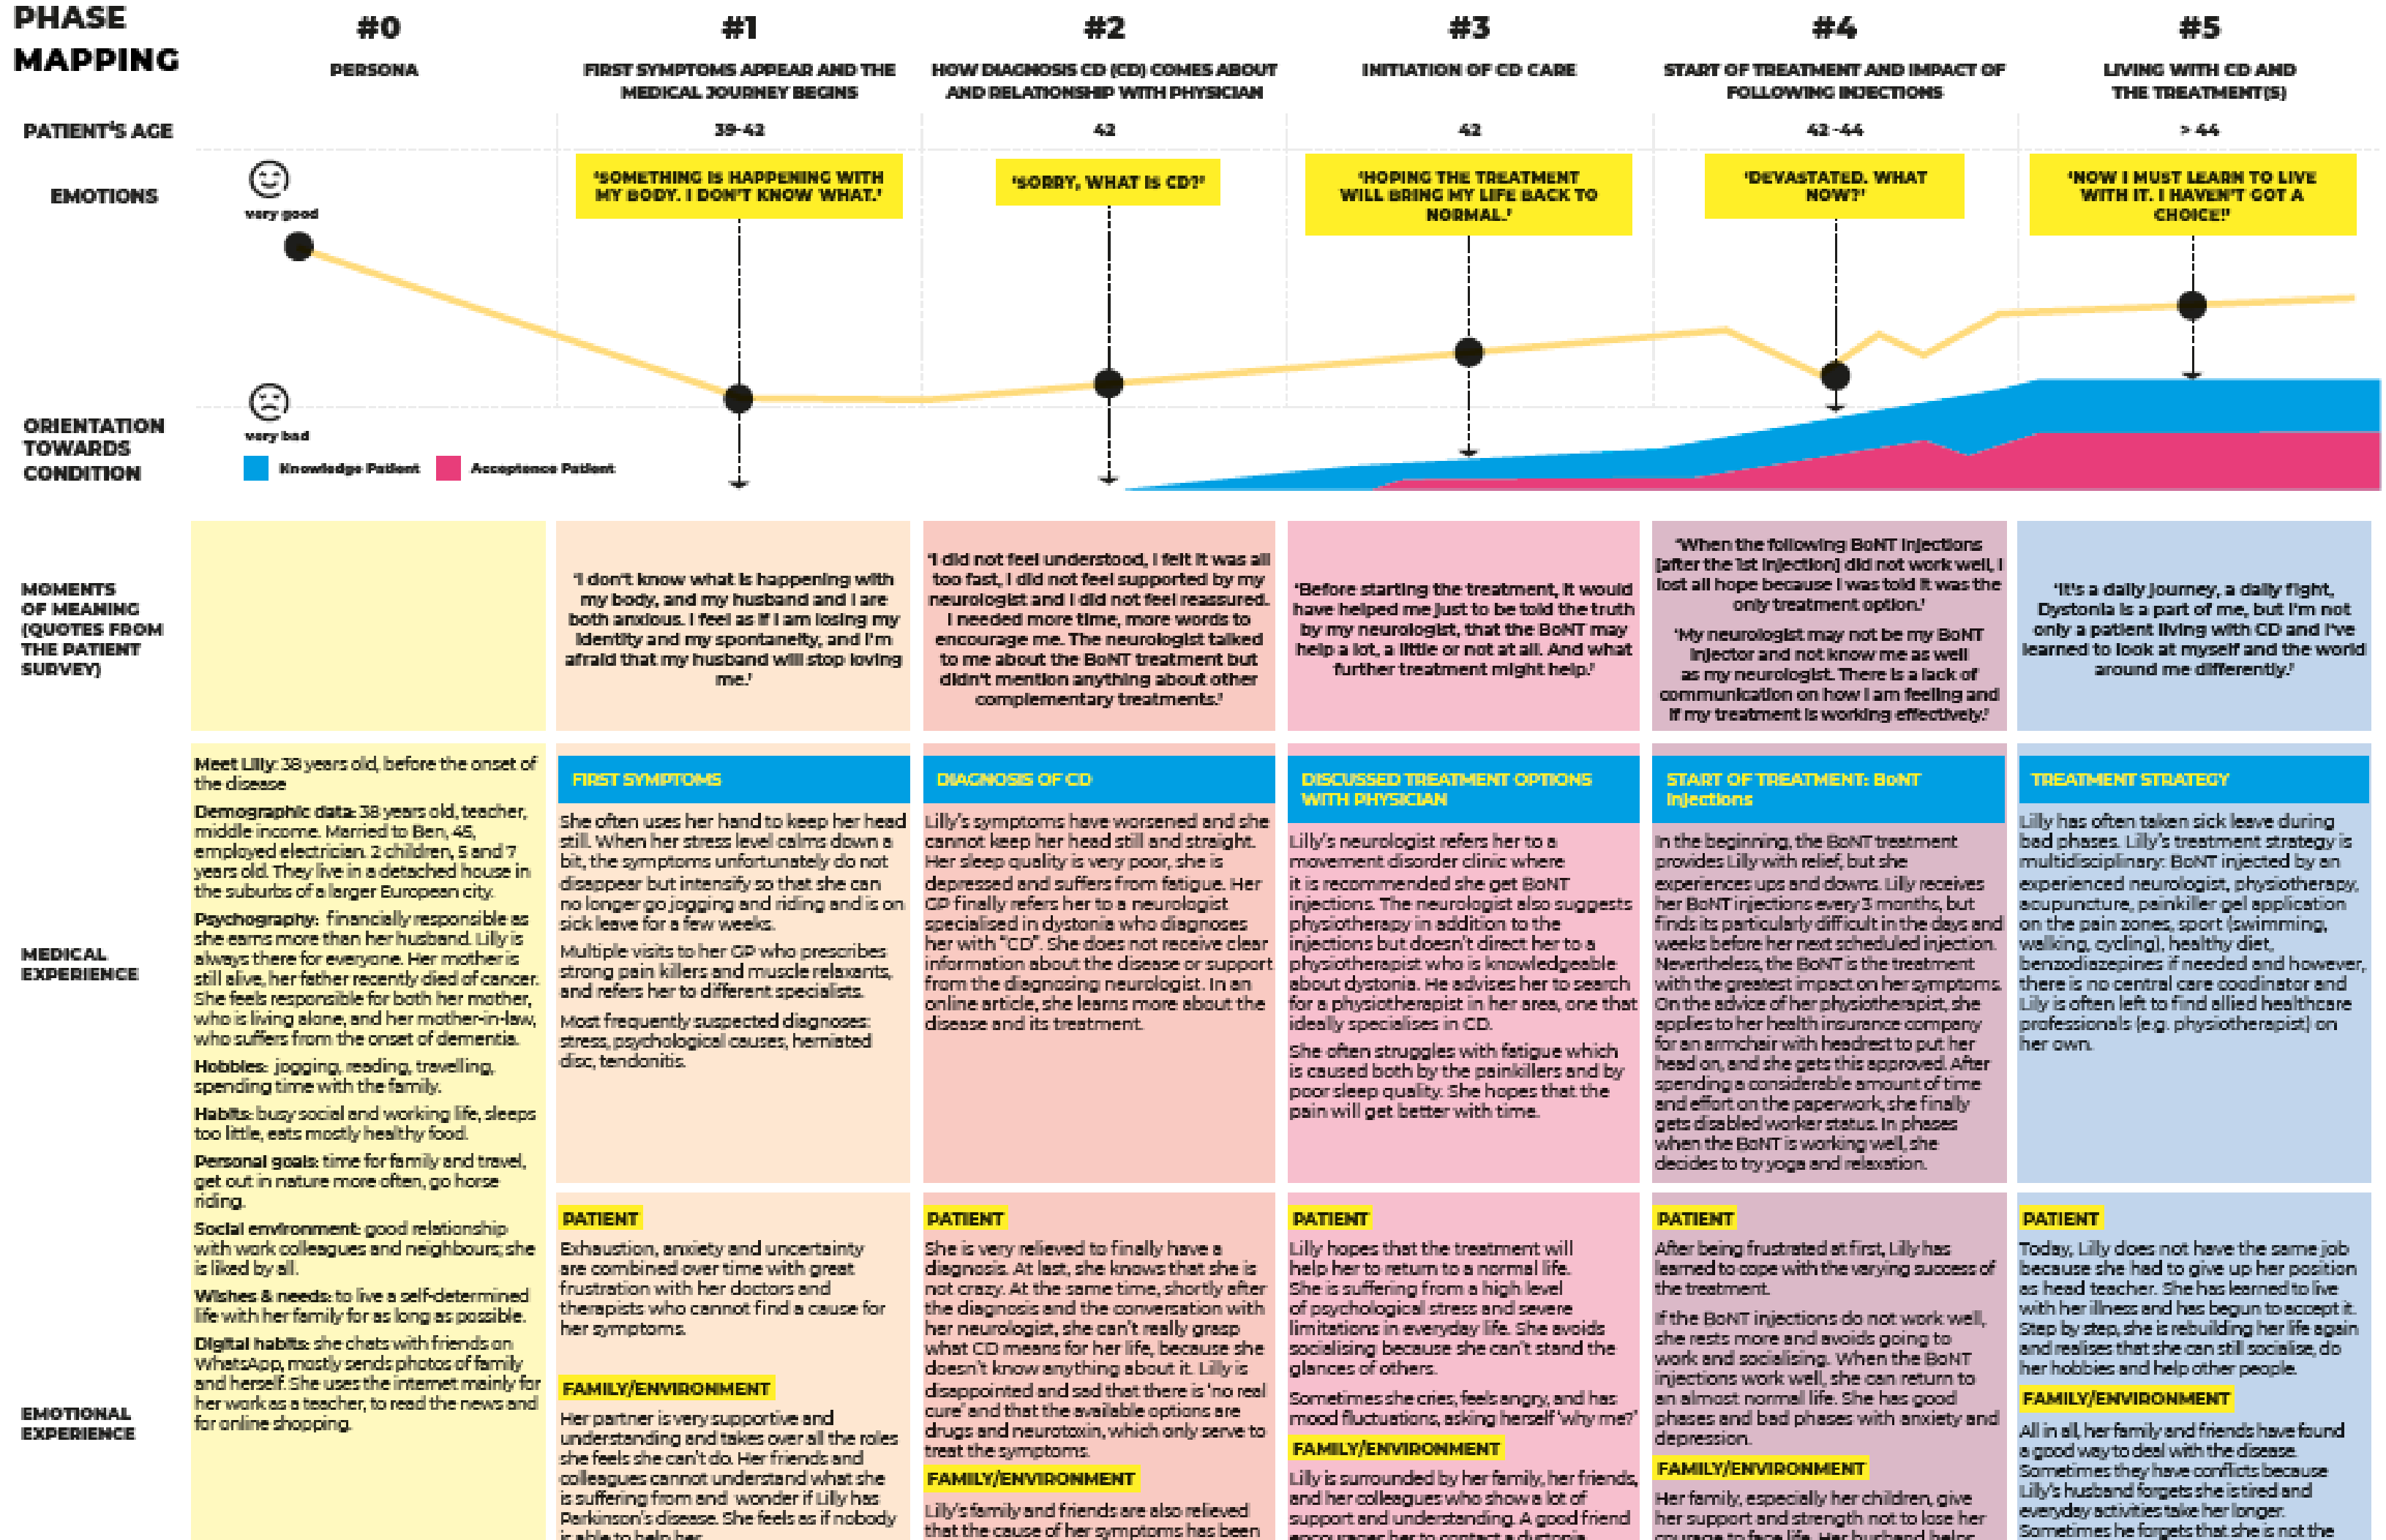 PHASE
MAPPING
#0
PERSONA
#1
FIRST SYMPTOMS APPEAR AND THE
MEDICAL JOURNEY BEGINS
#2
HOW DIAGNOSIS CD (CD) COMES ABOUT
AND RELATIONSHIP WITH PHYSICIAN
#3
INITIATION OF CD CARE
#4
START OF TREATMENT AND IMPACT OF
FOLLOWING INJECTIONS
#5
LIVING WITH CD AND
THE TREATMENT(S)
PATIENT'S AGE
39-42
42
42
42 -44
> 44
EMOTIONS
very good
very bad
'SOMETHING IS HAPPENING WITH
MY BODY. I DON'T KNOW WHAT.'
'SORRY, WHAT IS CD?'
'HOPING THE TREATMENT
WILL BRING MY LIFE BACK TO
NORMAL.'
'DEVASTATED. WHAT
NOW?'
'NOW I MUST LEARN TO LIVE
WITH IT. I HAVEN'T GOT A
CHOICE!'
ORIENTATION
TOWARDS
CONDITION
Knowledge Patient
Acceptence Patient
MOMENTS
OF MEANING
(QUOTES FROM
THE PATIENT
SURVEY)
'I don't know what is happening with
my body, and my husband and I are
both anxious. I feel as if I am losing my
identity and my spontaneity, and I'm
afraid that my husband will stop loving
me.'
'I did not feel understood, I felt it was all
too fast, I did not feel supported by my
neurologist and I did not feel reassured.
I needed more time, more words to
encourage me. The neurologist talked
to me about the BoNT treatment but
didn't mention anything about other
complementary treatments.'
'Before starting the treatment, it would
have helped me just to be told the truth
by my neurologist, that the BoNT may
help a lot, a little or not at all. And what
further treatment might help.'
'When the following BoNT injections
[after the 1st injection] did not work well, I
lost all hope because I was told it was the
only treatment option.'
'My neurologist may not be my BoNT
injector and not know me as well
as my neurologist. There is a lack of
communication on how I am feeling and
if my treatment is working effectively.'
'It's a daily journey, a daily fight,
Dystonia is a part of me, but I'm not
only a patient living with CD and I've
learned to look at myself and the world
around me differently.'
MEDICAL
EXPERIENCE
Meet Lilly: 38 years old, before the onset of
the disease
Demographic data: 38 years old, teacher,
middle income. Married to Ben, 45,
employed electrician. 2 children, 5 and 7
years old. They live in a detached house in
the suburbs of a larger European city.
Psychography: financially responsible as
she earns more than her husband. Lilly is
always there for everyone. Her mother is
still alive, her father recently died of cancer.
She feels responsible for both her mother,
who is living alone, and her mother-in-law,
who suffers from the onset of dementia.
Hobbies: jogging, reading, travelling,
spending time with the family.
Habits: busy social and working life, sleeps
too little, eats mostly healthy food.
Personal goals: time for family and travel,
get out in nature more often, go horse
riding.
Social environment: good relationship
with work colleagues and neighbours; she
is liked by all.
Wishes & needs: to live a self-determined
life with her family for as long as possible.
Digital habits: she chats with friends on
WhatsApp, mostly sends photos of family
and herself. She uses the internet mainly for
her work as a teacher, to read the news and
for online shopping.
FIRST SYMPTOMS
She often uses her hand to keep her head
still. When her stress level calms down a
bit, the symptoms unfortunately do not
disappear but intensify so that she can
no longer go jogging and riding and is on
sick leave for a few weeks.
Multiple visits to her GP who prescribes
strong pain killers and muscle relaxants,
and refers her to different specialists.
Most frequently suspected diagnoses:
stress, psychological causes, herniated
disc, tendonitis.
DIAGNOSIS OF CD
Lilly's symptoms have worsened and she
cannot keep her head still and straight.
Her sleep quality is very poor, she is
depressed and suffers from fatigue. Her
GP finally refers her to a neurologist
specialised in dystonia who diagnoses
her with "CD". She does not receive clear
information about the disease or support
from the diagnosing neurologist. In an
online article, she learns more about the
disease and its treatment.
DISCUSSED TREATMENT OPTIONS
WITH PHYSICIAN
Lilly's neurologist refers her to a
movement disorder clinic where
it is recommended she get BoNT
injections. The neurologist also suggests
physiotherapy in addition to the
injections but doesn't direct her to a
physiotherapist who is knowledgeable
about dystonia. He advises her to search
for a physiotherapist in her area, one that
ideally specialises in CD.
She often struggles with fatigue which
is caused both by the painkillers and by
poor sleep quality. She hopes that the
pain will get better with time.
START OF TREATMENT: BoNT
Injections
In the beginning, the BoNT treatment
provides Lilly with relief, but she
experiences ups and downs. Lilly receives
her BoNT injections every 3 months, but
finds its particularly difficult in the days and
weeks before her next scheduled injection.
Nevertheless, the BoNT is the treatment
with the greatest impact on her symptoms.
On the advice of her physiotherapist, she
applies to her health insurance company
for an armchair with headrest to put her
head on, and she gets this approved. After
spending a considerable amount of time
and effort on the paperwork, she finally
gets disabled worker status. In phases
when the BoNT is working well, she
decides to try yoga and relaxation.
TREATMENT STRATEGY
Lilly has often taken sick leave during
bad phases. Lilly's treatment strategy is
multidisciplinary: BoNT injected by an
experienced neurologist, physiotherapy,
acupuncture, painkiller gel application
on the pain zones, sport (swimming,
walking, cycling), healthy diet,
benzodiazepines if needed and however,
there is no central care coodinator and
Lilly is often left to find allied healthcare
professionals (e.g. physiotherapist) on
her own.
EMOTIONAL
EXPERIENCE
PATIENT
Exhaustion, anxiety and uncertainty
are combined over time with great
frustration with her doctors and
therapists who cannot find a cause for
her symptoms.
FAMILY/ENVIRONMENT
Her partner is very supportive and
understanding and takes over all the roles
she feels she can't do. Her friends and
colleagues cannot understand what she
is suffering from and wonder if Lilly has
Parkinson's disease. She feels as if nobody
is able to help her.
PATIENT
She is very relieved to finally have a
diagnosis. At last, she knows that she is
not crazy. At the same time, shortly after
the diagnosis and the conversation with
her neurologist, she can't really grasp
what CD means for her life, because she
doesn't know anything about it. Lilly is
disappointed and sad that there is 'no real
cure' and that the available options are
drugs and neurotoxin, which only serve to
treat the symptoms.
FAMILY/ENVIRONMENT
Lilly's family and friends are also relieved
that the cause of her symptoms has been
PATIENT
Lilly hopes that the treatment will
help her to return to a normal life.
She is suffering from a high level
of psychological stress and severe
limitations in everyday life. She avoids
socialising because she can't stand the
glances of others.
Sometimes she cries, feels angry, and has
mood fluctuations, asking herself 'why me?'
FAMILY/ENVIRONMENT
Lilly is surrounded by her family, her friends,
and her colleagues who show a lot of
support and understanding. A good friend
encourages her to contact a dystonia
PATIENT
After being frustrated at first, Lilly has
learned to cope with the varying success of
the treatment.
If the BoNT injections do not work well,
she rests more and avoids going to
work and socialising. When the BoNT
injections work well, she can return to
an almost normal life. She has good
phases and bad phases with anxiety and
depression.
FAMILY/ENVIRONMENT
Her family, especially her children, give
her support and strength not to lose her
courage to face life. Her husband helps
PATIENT
Today, Lilly does not have the same job
because she had to give up her position
as head teacher. She has learned to live
with her illness and has begun to accept it.
Step by step, she is rebuilding her life again
and realises that she can still socialise, do
her hobbies and help other people.
FAMILY/ENVIRONMENT
All in all, her family and friends have found
a good way to deal with the disease.
Sometimes they have conflicts because
Lilly's husband forgets she is tired and
everyday activities take her longer.
Sometimes he forgets that she is not the